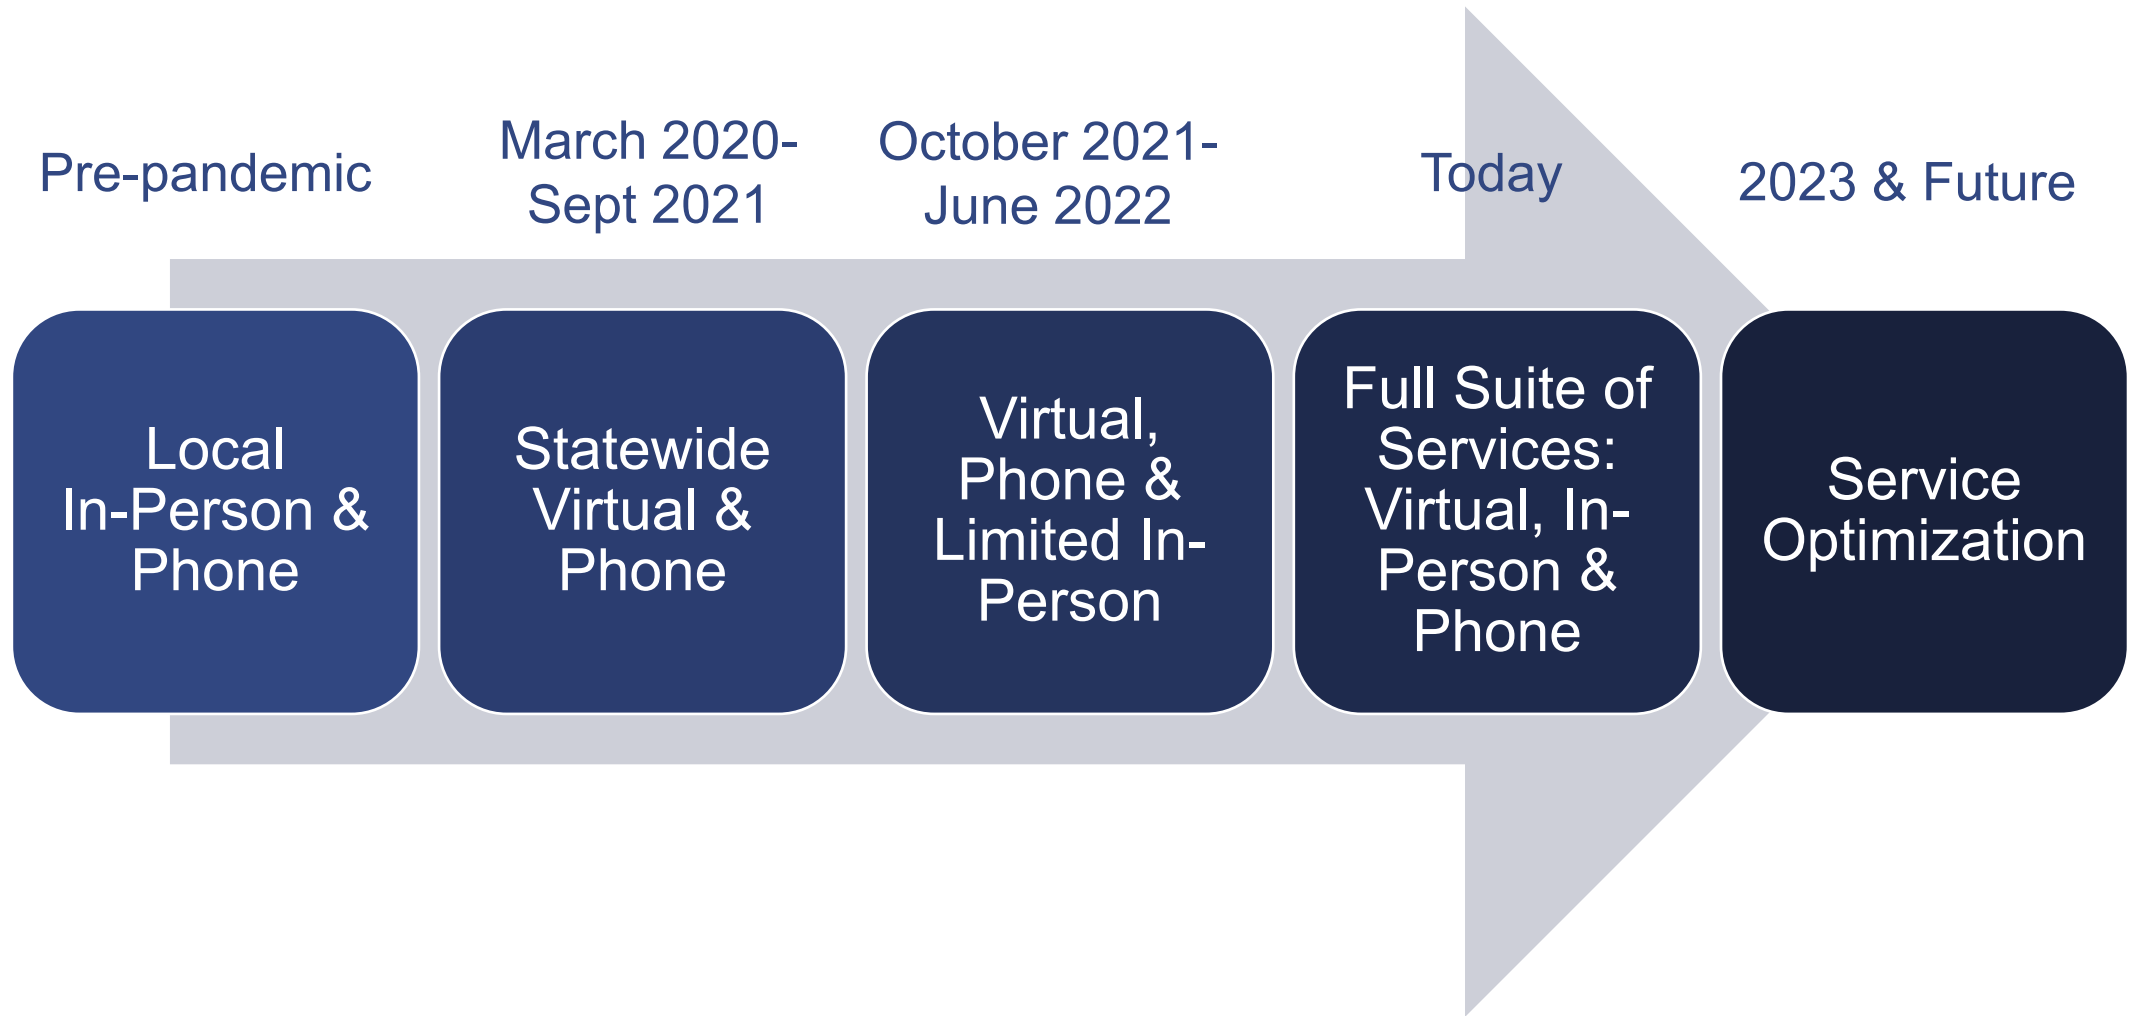 Pre-pandemic
March 2020-
Sept 2021
October 2021-
June 2022
Today
2023 & Future
Local
In-Person &
Phone
Statewide
Virtual &
Phone
Virtual,
Phone &
Limited In-
Person
Full Suite of
Services:
Virtual, In-
Person &
Phone
Service
Optimization